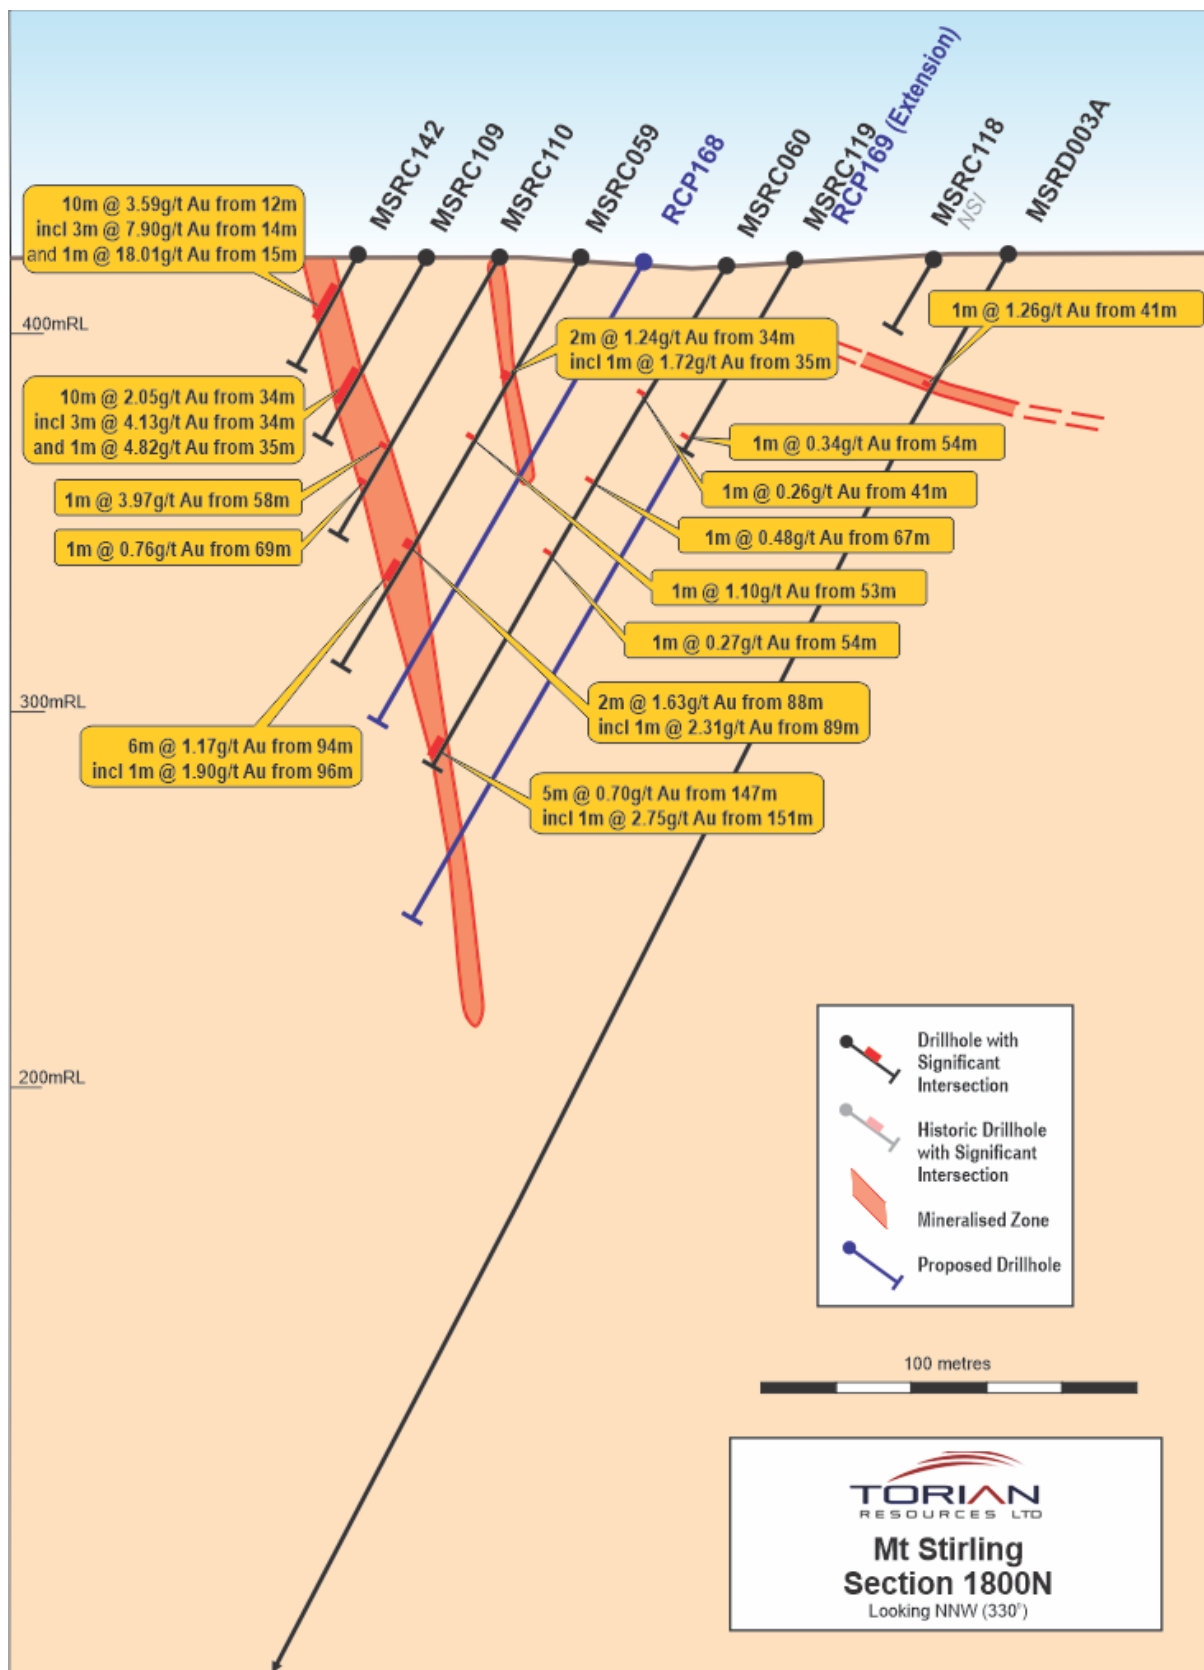 MSRC142
MSRC109
MSRC110
MSRC059
RCP168
MSRC060
MSRC119
RCP169 (Extension)
MSRC118
NSI
MSRD003A
10m @ 3.59g/t Au from 12m
incl 3m @ 7.90g/t Au from 14m
and 1m @ 18.01g/t Au from 15m
1m @ 1.26g/t Au from 41m
400mRL
2m @ 1.24g/t Au from 34m
incl 1m @ 1.72g/t Au from 35m
10m @ 2.05g/t Au from 34m
incl 3m @ 4.13g/t Au from 34m
and 1m @ 4.82g/t Au from 35m
1m @ 0.34g/t Au from 54m
1m @ 3.97g/t Au from 58m
1m @ 0.26g/t Au from 41m
1m @ 0.76g/t Au from 69m
1m @ 0.48g/t Au from 67m
1m @ 1.10g/t Au from 53m
1m @ 0.27g/t Au from 54m
300mRL
2m @ 1.63g/t Au from 88m
incl 1m @ 2.31g/t Au from 89m
6m @ 1.17g/t Au from 94m
incl 1m @ 1.90g/t Au from 96m
5m @ 0.70g/t Au from 147m
incl 1m @ 2.75g/t Au from 151m
200mRL
Drillhole with
Significant
Intersection
Historic Drillhole
with Significant
Intersection
Mineralised Zone
Proposed Drillhole
100 metres
TORIAN
RESOURCES LTD
Mt Stirling
Section 1800N
Looking NNW (330°)